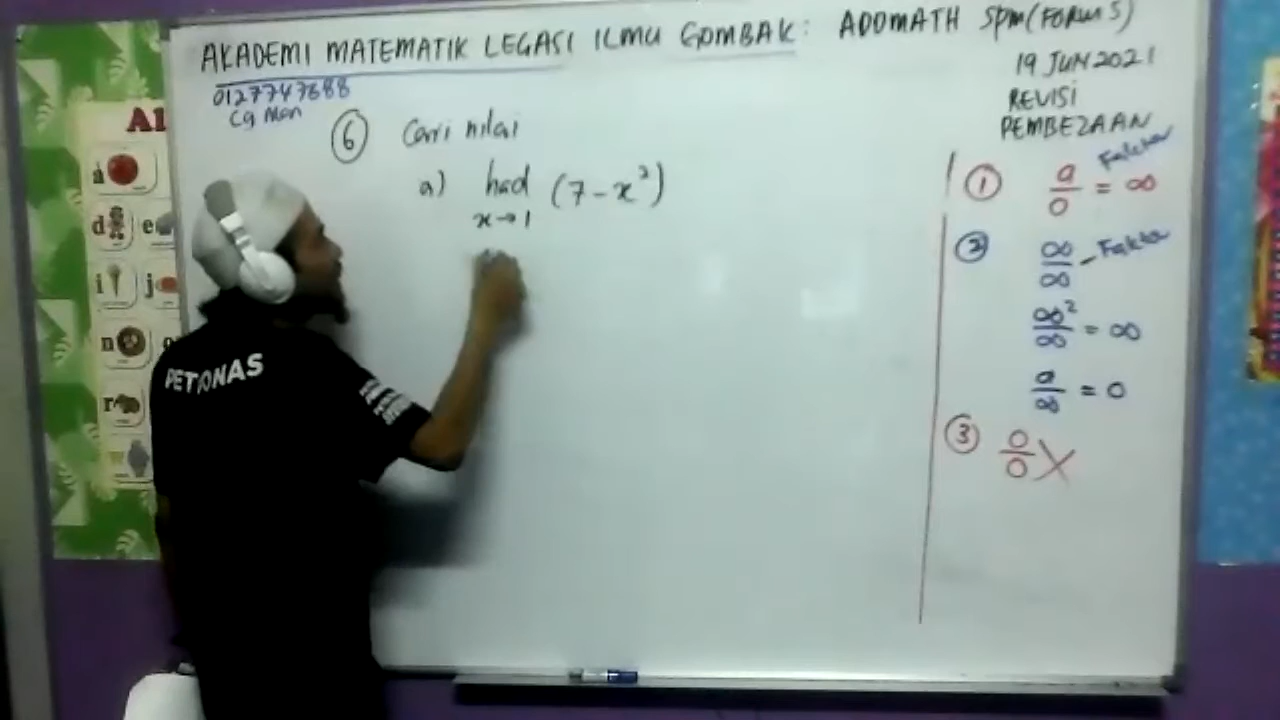 AKADEMI MATEMATIK LEGASI ILMU GOMBAK: ADDMATH SPM (FORM 5)
0127747688
Cg Man
19 JUN 2021
REVISI
PEMBEZAAN
⑥ Cari nilai
a) had (7 - x²)
x→1
① a/0 = ∞ Faktor
② ∞/∞ - Faktor
∞²/∞ = ∞
a/∞ = 0
③ 0/0 X
PETRONAS
A1
a
d e
i j
n o
r